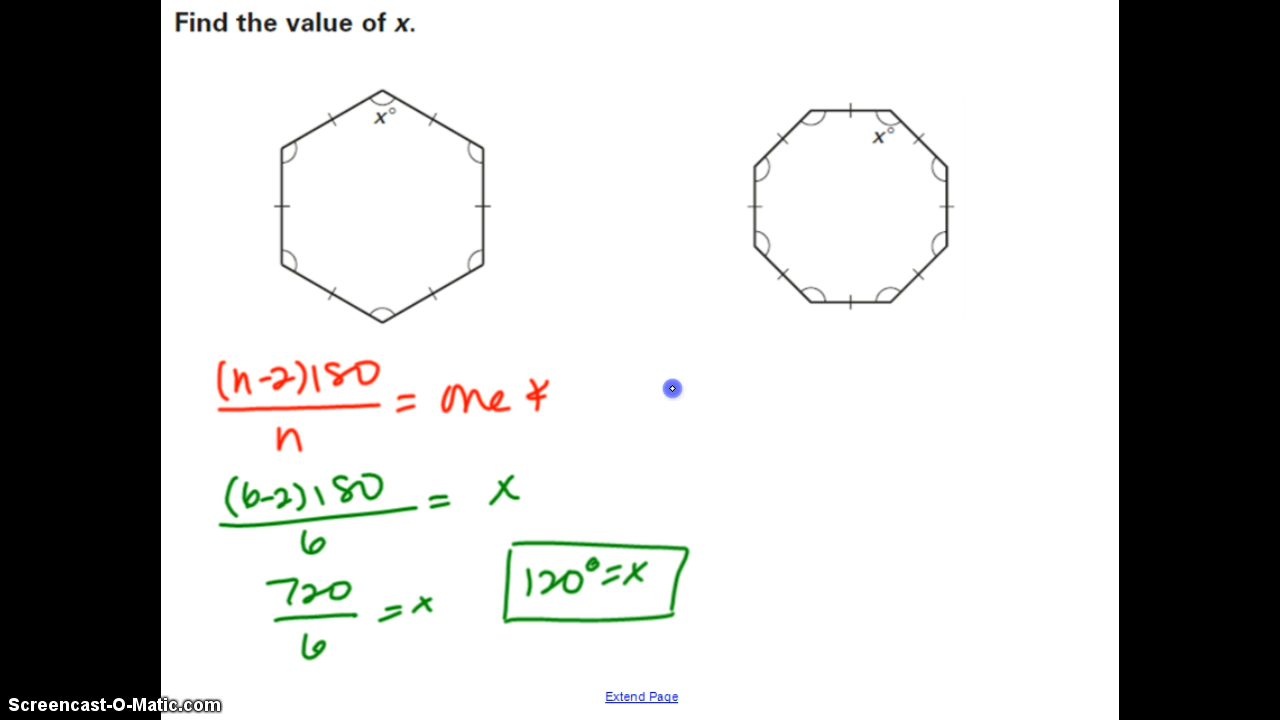 Find the value of x.
x°
x°
(n-2)180
n
= one ∡
(6-2)180
6
= x
720
6
= x
120° = x
Extend Page
Screencast-O-Matic.com